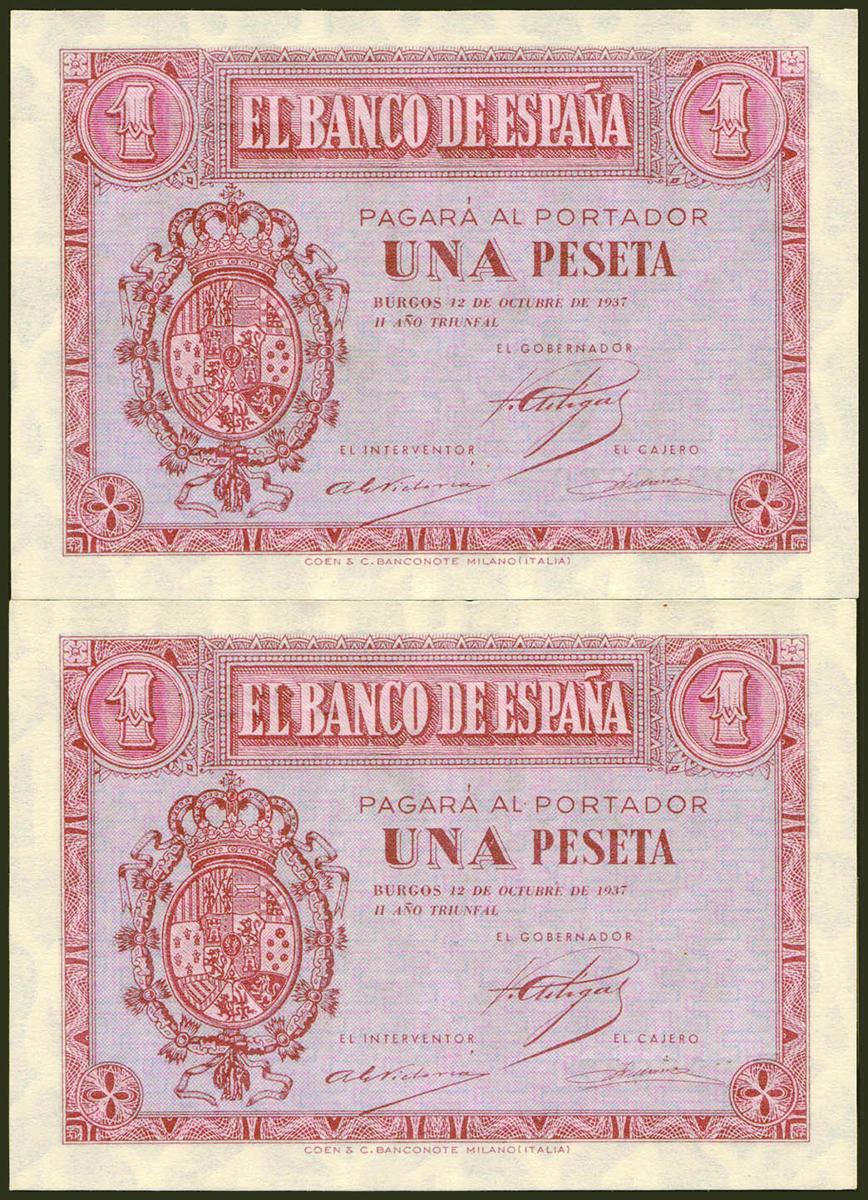 1 EL BANCO DE ESPAÑA 1
PAGARÁ AL PORTADOR
UNA PESETA
BURGOS 12 DE OCTUBRE DE 1937
II AÑO TRIUNFAL
EL GOBERNADOR
EL INTERVENTOR EL CAJERO
COEN & C. BANCONOTE MILANO (ITALIA)
1 EL BANCO DE ESPAÑA 1
PAGARÁ AL PORTADOR
UNA PESETA
BURGOS 12 DE OCTUBRE DE 1937
II AÑO TRIUNFAL
EL GOBERNADOR
EL INTERVENTOR EL CAJERO
COEN & C. BANCONOTE MILANO (ITALIA)